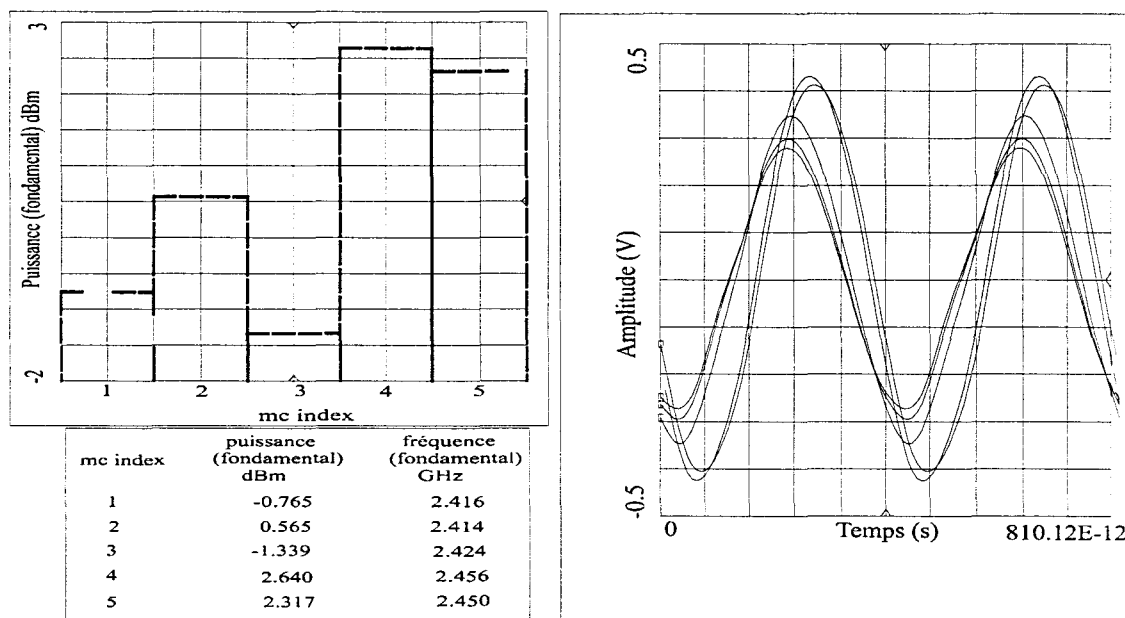 3
Puissance (fondamental) dBm
-2
1 2 3 4 5
mc index
mc index puissance (fondamental) dBm fréquence (fondamental) GHz
1 -0.765 2.416
2 0.565 2.414
3 -1.339 2.424
4 2.640 2.456
5 2.317 2.450
0.5
Amplitude (V)
-0.5
0 Temps (s) 810.12E-12